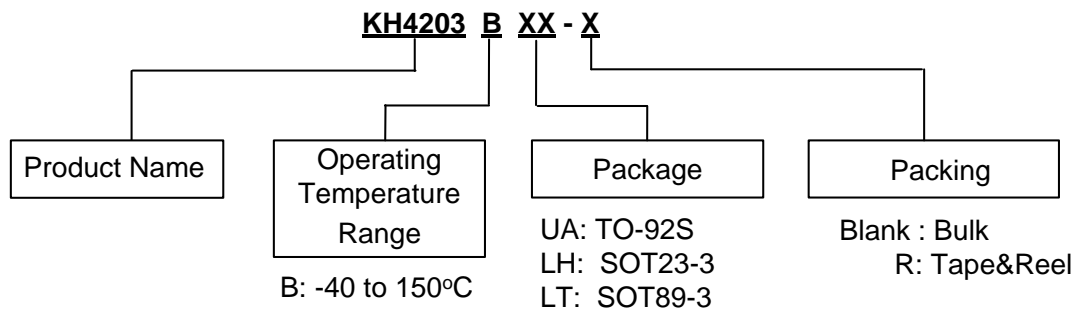 KH4203 B XX - X
Product Name
Operating
Temperature
Range
Package
Packing
B: -40 to 150ºC
UA: TO-92S
LH: SOT23-3
LT: SOT89-3
Blank : Bulk
R: Tape&Reel